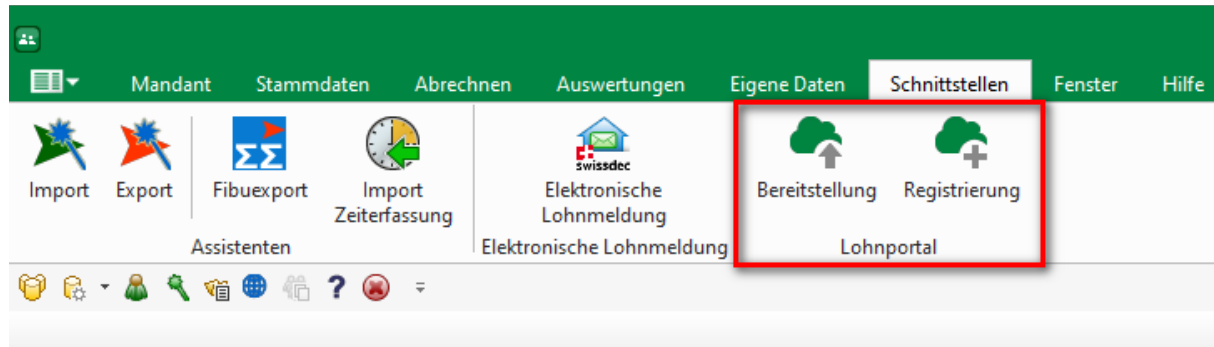 Mandant Stammdaten Abrechnen Auswertungen Eigene Daten Schnittstellen Fenster Hilfe
ΣΣ
swissdec
Import Export Fibuexport Import Elektronische Bereitstellung Registrierung
Zeiterfassung Lohnmeldung
Assistenten Elektronische Lohnmeldung Lohnportal
?